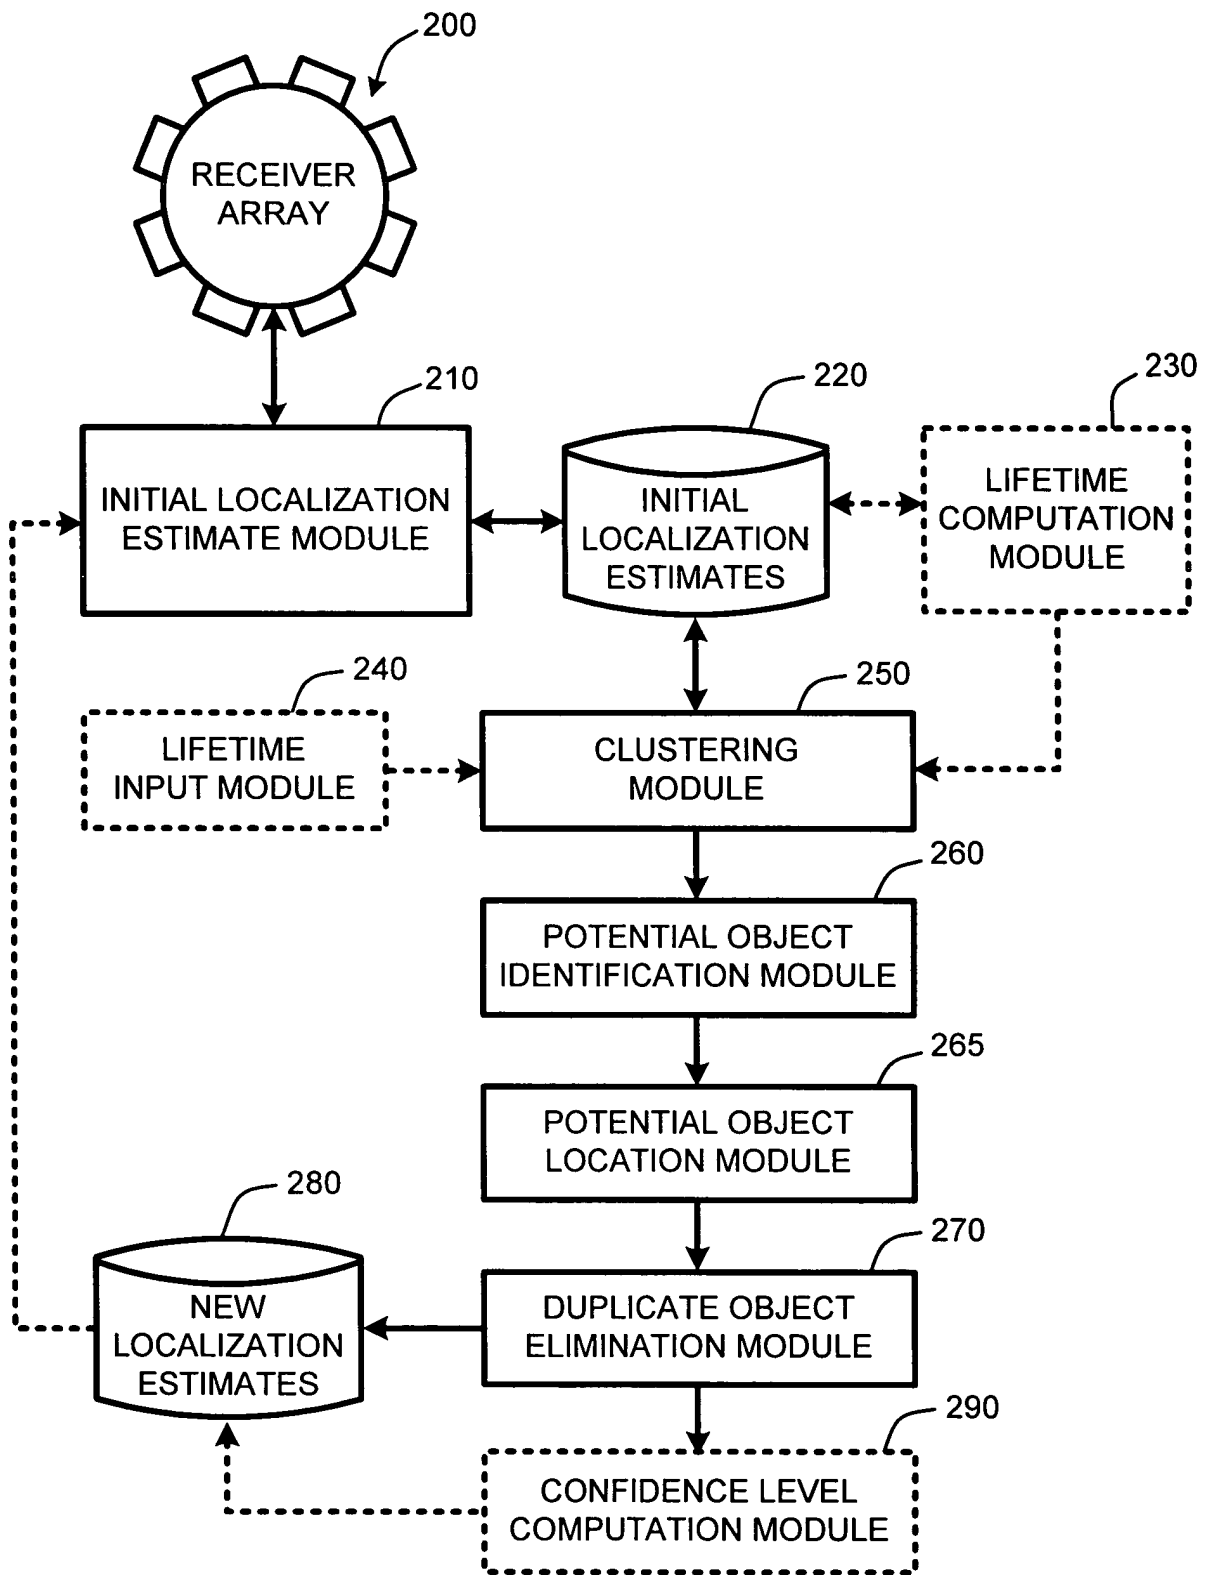 200
RECEIVER
ARRAY
210
220
230
INITIAL LOCALIZATION
ESTIMATE MODULE
INITIAL
LOCALIZATION
ESTIMATES
LIFETIME
COMPUTATION
MODULE
240
250
LIFETIME
INPUT MODULE
CLUSTERING
MODULE
260
POTENTIAL OBJECT
IDENTIFICATION MODULE
265
POTENTIAL OBJECT
LOCATION MODULE
280
270
NEW
LOCALIZATION
ESTIMATES
DUPLICATE OBJECT
ELIMINATION MODULE
290
CONFIDENCE LEVEL
COMPUTATION MODULE